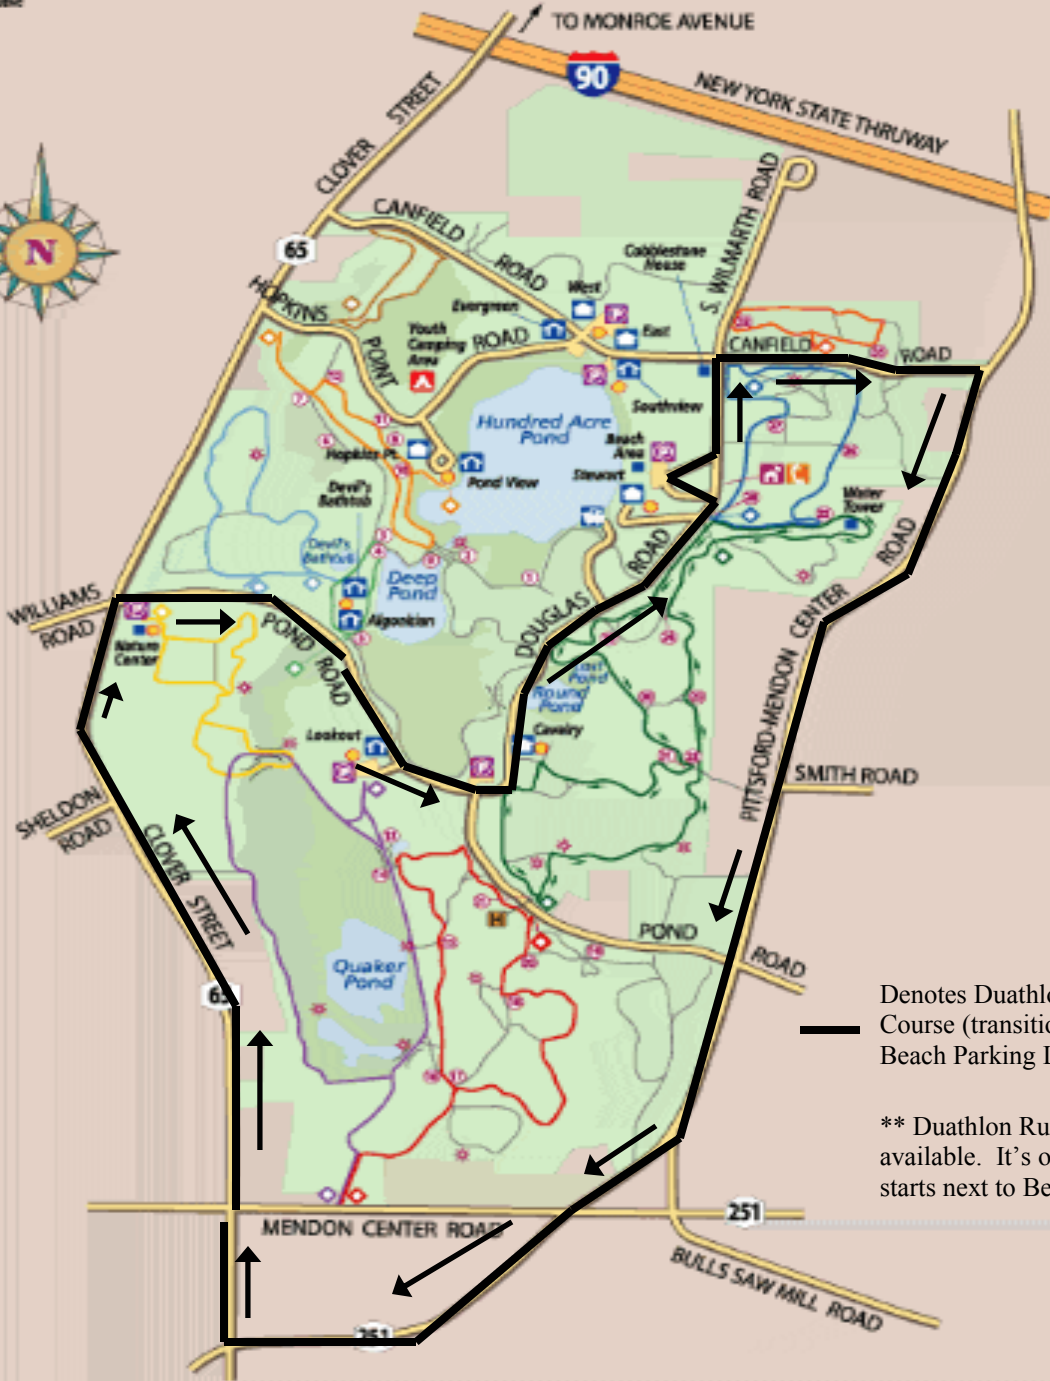 TO MONROE AVENUE
90
NEW YORK STATE THRUWAY
CLOVER STREET
N
CANFIELD ROAD
65
HOPKINS POINT ROAD
S. WILMARTH ROAD
Cobblestone
House
West
Evergreen
East
Youth
Camping
Area
CANFIELD ROAD
Southview
Hundred Acre
Pond
Beach
Area
Hopkins Pt.
Stewart
Pond View
Devil's
Bathtub
Water
Tower
Devil's
Bathtub
Deep
Pond
Algonkian
WILLIAMS
ROAD
DOUGLAS ROAD
Nature
Center
POND ROAD
Lost
Pond
Round
Pond
PITTSFORD-MENDON CENTER ROAD
Lookout
Cavalry
SMITH ROAD
SHELDON
ROAD
CLOVER STREET
H
POND ROAD
Quaker
Pond
65
Denotes Duathlo
Course (transitio
Beach Parking L
** Duathlon Ru
available. It's o
starts next to Be
251
MENDON CENTER ROAD
BULLS SAW MILL ROAD
251